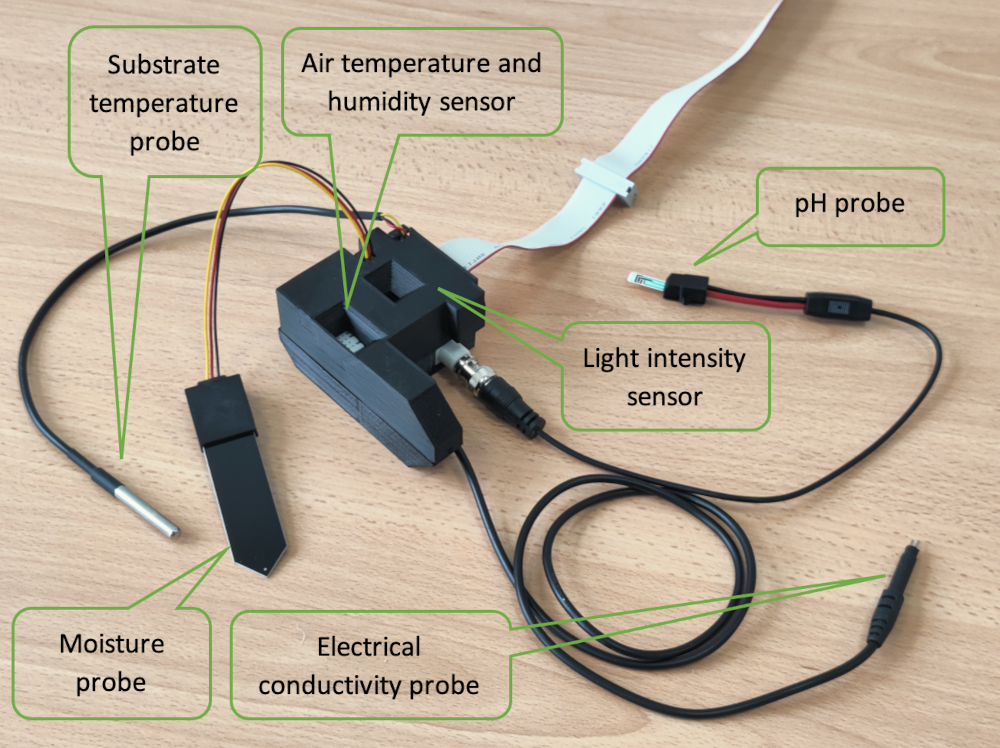 Substrate
temperature
probe
Air temperature and
humidity sensor
pH probe
Light intensity
sensor
Moisture
probe
Electrical
conductivity probe